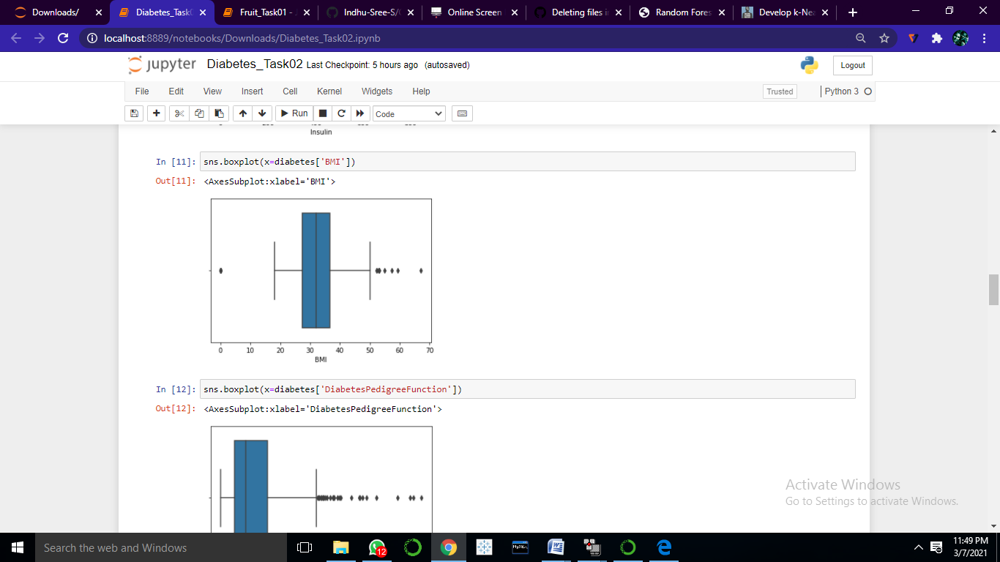 Downloads/
Diabetes_Task
Fruit_Task01 -
Indhu-Sree-S/
Online Screen
Deleting files i
Random Fores
Develop k-Nea
localhost:8889/notebooks/Downloads/Diabetes_Task02.ipynb
jupyter Diabetes_Task02 Last Checkpoint: 5 hours ago (autosaved)
Logout
File Edit View Insert Cell Kernel Widgets Help
Trusted
Python 3
Run
Code
Insulin
In [11]: sns.boxplot(x=diabetes['BMI'])
Out[11]: <AxesSubplot:xlabel='BMI'>
0 10 20 30 40 50 60 70
BMI
In [12]: sns.boxplot(x=diabetes['DiabetesPedigreeFunction'])
Out[12]: <AxesSubplot:xlabel='DiabetesPedigreeFunction'>
Activate Windows
Go to Settings to activate Windows.
Search the web and Windows
12
MySQL
11:49 PM
3/7/2021